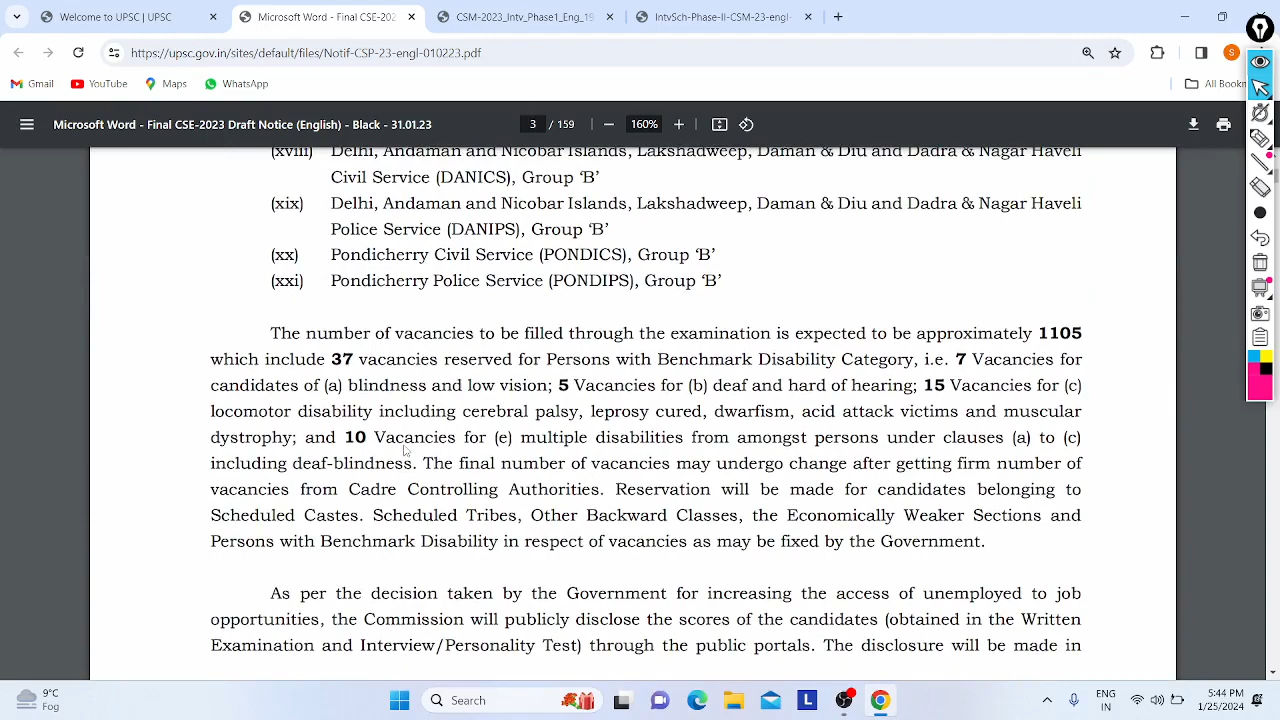 Welcome to UPSC | UPSC
Microsoft Word - Final CSE-202
CSM-2023_Intv_Phase I_Eng_19
IntvSch-Phase-II-CSM-23-engl-
https://upsc.gov.in/sites/default/files/Notif-CSP-23-engl-010223.pdf
S
Gmail
YouTube
Maps
WhatsApp
All Bookm
Microsoft Word - Final CSE-2023 Draft Notice (English) - Black - 31.01.23
3 / 159
160%
(xviii) Delhi, Andaman and Nicobar Islands, Lakshadweep, Daman & Diu and Dadra & Nagar Haveli
Civil Service (DANICS), Group ‘B’
(xix) Delhi, Andaman and Nicobar Islands, Lakshadweep, Daman & Diu and Dadra & Nagar Haveli
Police Service (DANIPS), Group ‘B’
(xx) Pondicherry Civil Service (PONDICS), Group ‘B’
(xxi) Pondicherry Police Service (PONDIPS), Group ‘B’
The number of vacancies to be filled through the examination is expected to be approximately 1105
which include 37 vacancies reserved for Persons with Benchmark Disability Category, i.e. 7 Vacancies for
candidates of (a) blindness and low vision; 5 Vacancies for (b) deaf and hard of hearing; 15 Vacancies for (c)
locomotor disability including cerebral palsy, leprosy cured, dwarfism, acid attack victims and muscular
dystrophy; and 10 Vacancies for (e) multiple disabilities from amongst persons under clauses (a) to (c)
including deaf-blindness. The final number of vacancies may undergo change after getting firm number of
vacancies from Cadre Controlling Authorities. Reservation will be made for candidates belonging to
Scheduled Castes. Scheduled Tribes, Other Backward Classes, the Economically Weaker Sections and
Persons with Benchmark Disability in respect of vacancies as may be fixed by the Government.
As per the decision taken by the Government for increasing the access of unemployed to job
opportunities, the Commission will publicly disclose the scores of the candidates (obtained in the Written
Examination and Interview/Personality Test) through the public portals. The disclosure will be made in
9°C
Fog
Search
L
ENG
IN
5:44 PM
1/25/2024